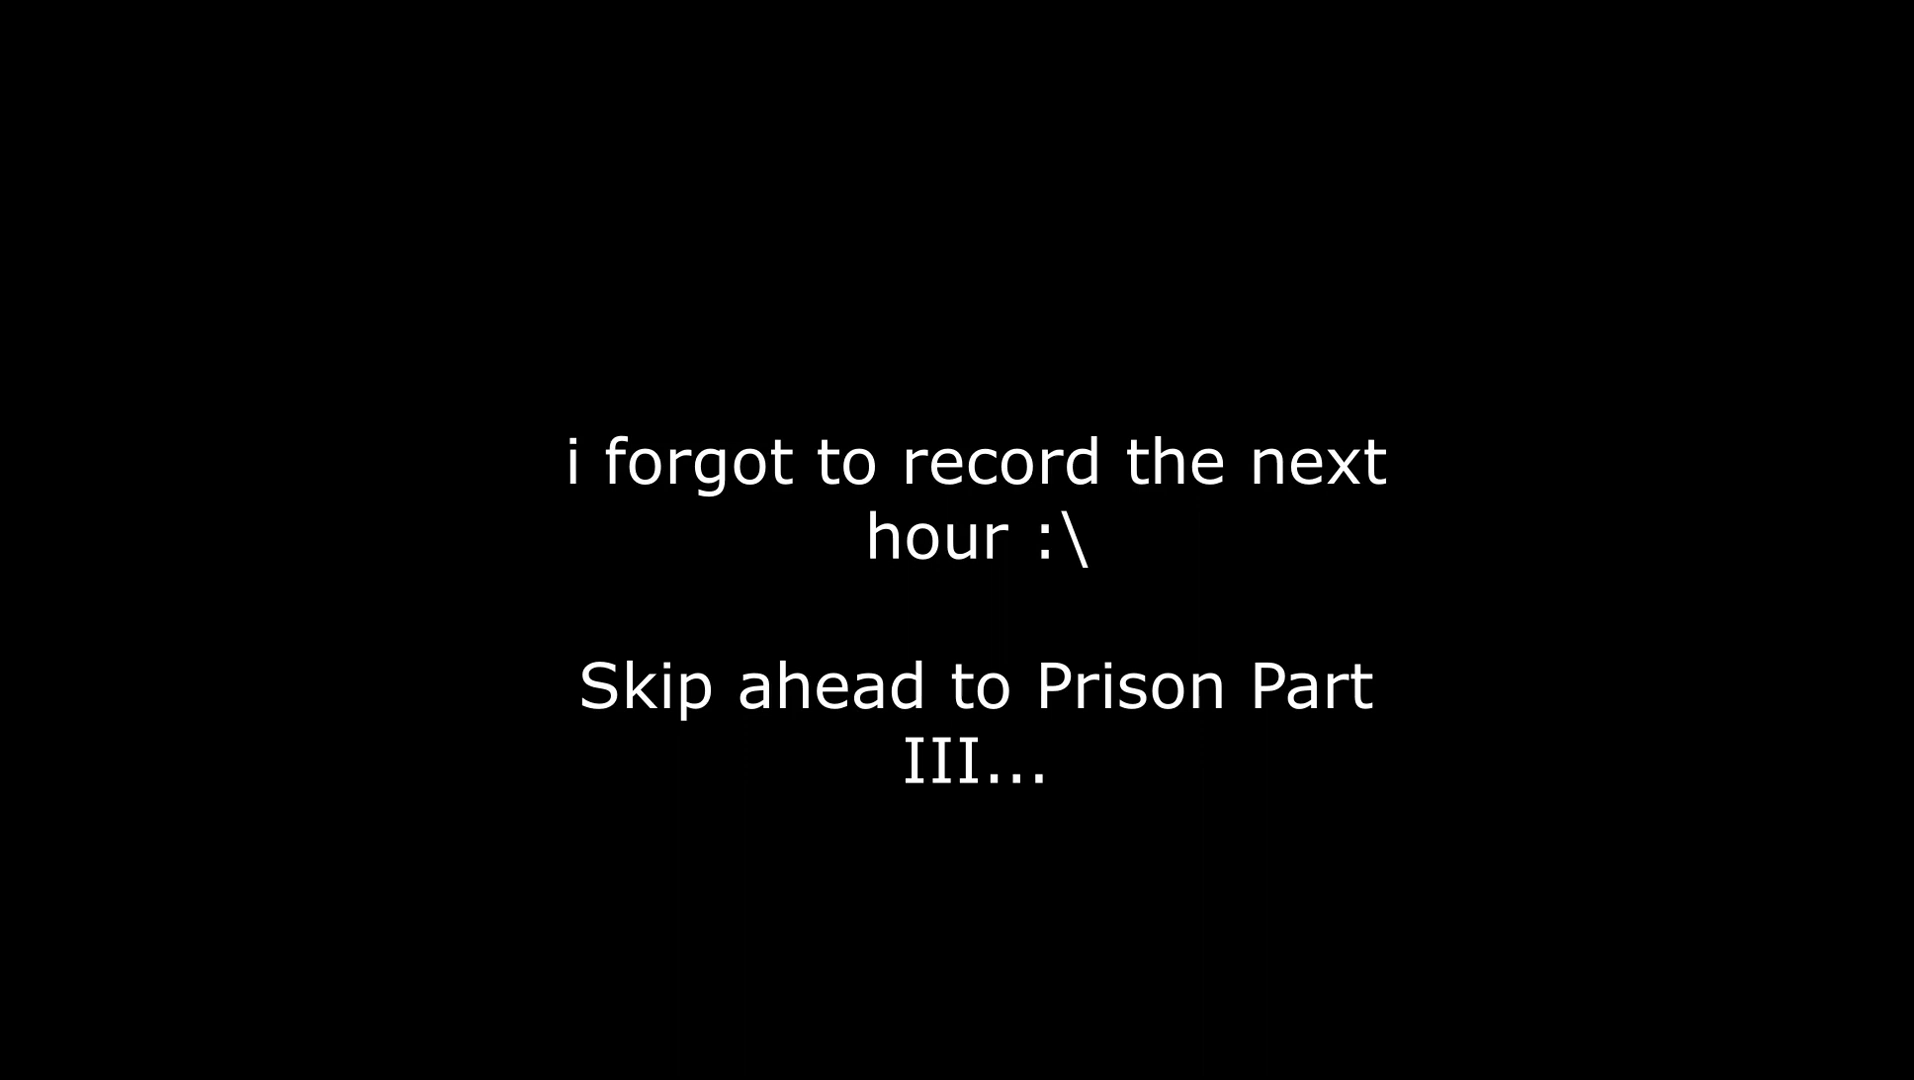 i forgot to record the next
hour :\
Skip ahead to Prison Part
III...